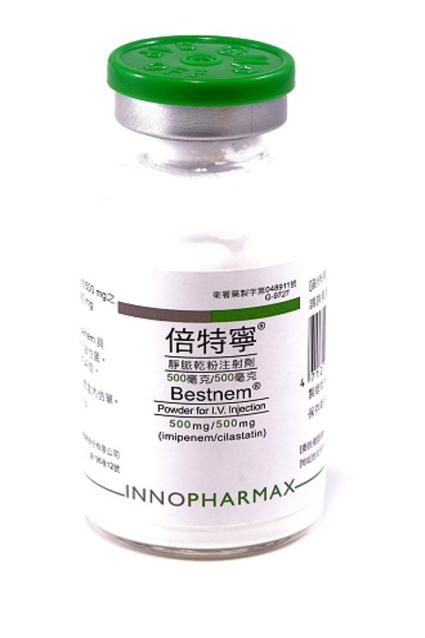 FLIP OFF
衛署藥製字第048911號
G-9727
倍特寧®
靜脈乾粉注射劑
500毫克/500毫克
Bestnem®
Powder for I.V. Injection
500mg/500mg
(imipenem/cilastatin)
INNOPHARMAX